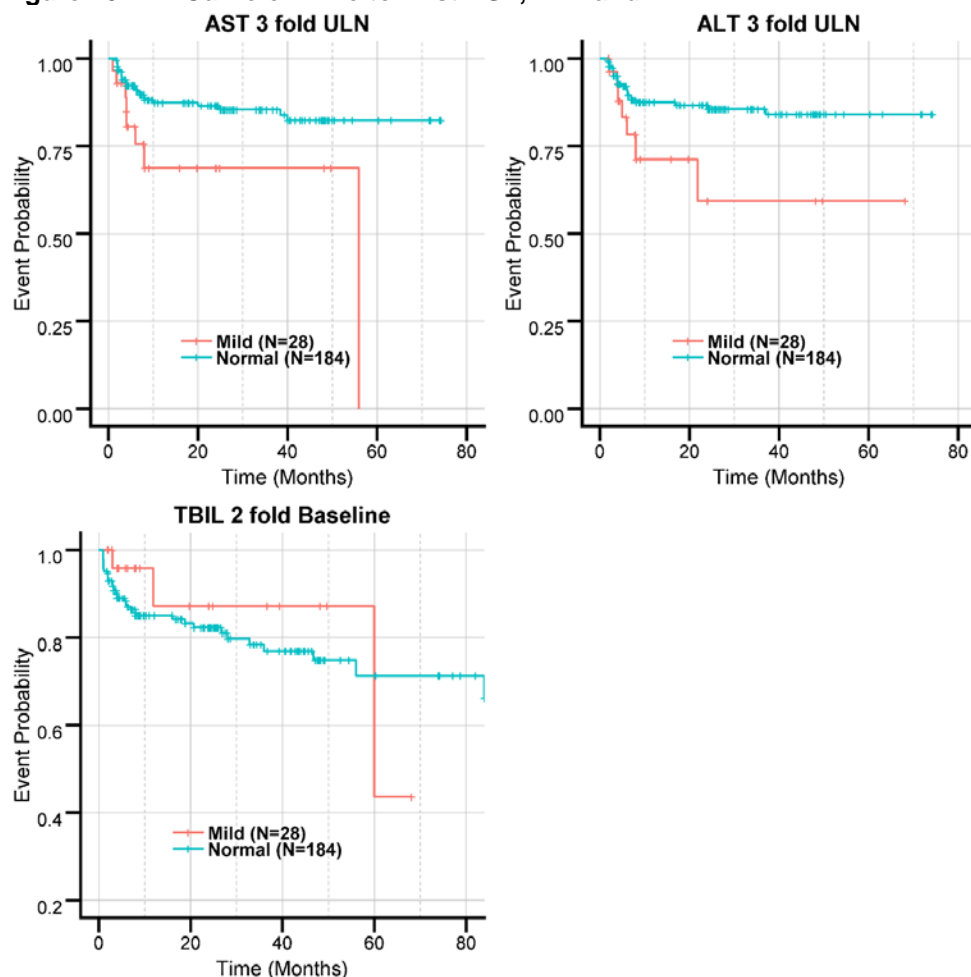 AST 3 fold ULN
1.00
0.75
0.50
0.25
0.00
Event Probability
Mild (N=28)
Normal (N=184)
0 20 40 60 80
Time (Months)
ALT 3 fold ULN
1.00
0.75
0.50
0.25
0.00
Event Probability
Mild (N=28)
Normal (N=184)
0 20 40 60 80
Time (Months)
TBIL 2 fold Baseline
1.0
0.8
0.6
0.4
0.2
Event Probability
Mild (N=28)
Normal (N=184)
0 20 40 60 80
Time (Months)